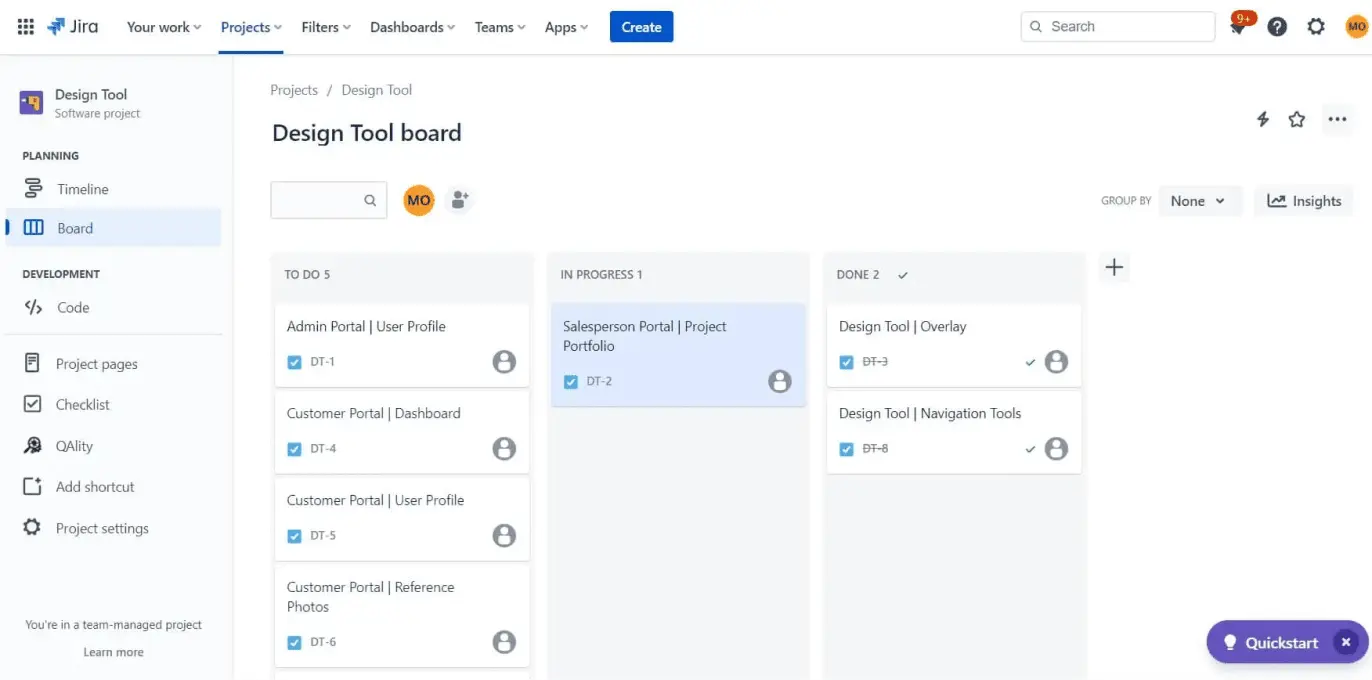 Jira
Your work
Projects
Filters
Dashboards
Teams
Apps
Create
Search
9+
MO
Design Tool
Software project
PLANNING
Timeline
Board
DEVELOPMENT
Code
Project pages
Checklist
QAlity
Add shortcut
Project settings
You're in a team-managed project
Learn more
Projects / Design Tool
Design Tool board
MO
GROUP BY
None
Insights
TO DO 5
Admin Portal | User Profile
DT-1
Customer Portal | Dashboard
DT-4
Customer Portal | User Profile
DT-5
Customer Portal | Reference
Photos
DT-6
IN PROGRESS 1
Salesperson Portal | Project
Portfolio
DT-2
DONE 2
Design Tool | Overlay
DT-3
Design Tool | Navigation Tools
DT-8
Quickstart